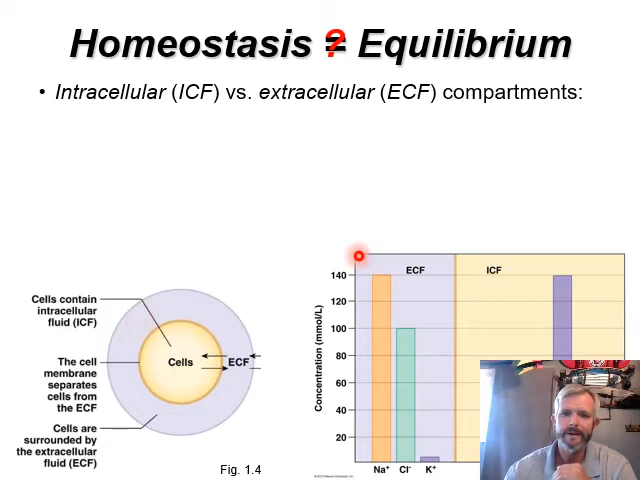 Homeostasis ? Equilibrium
• Intracellular (ICF) vs. extracellular (ECF) compartments:
Cells contain
intracellular
fluid (ICF)
The cell
membrane
separates
cells from
the ECF
Cells are
surrounded by
the extracellular
fluid (ECF)
Cells
ECF
Fig. 1.4
Concentration (mmol/L)
140
120
100
80
60
40
20
ECF
ICF
Na⁺ Cl⁻ K⁺